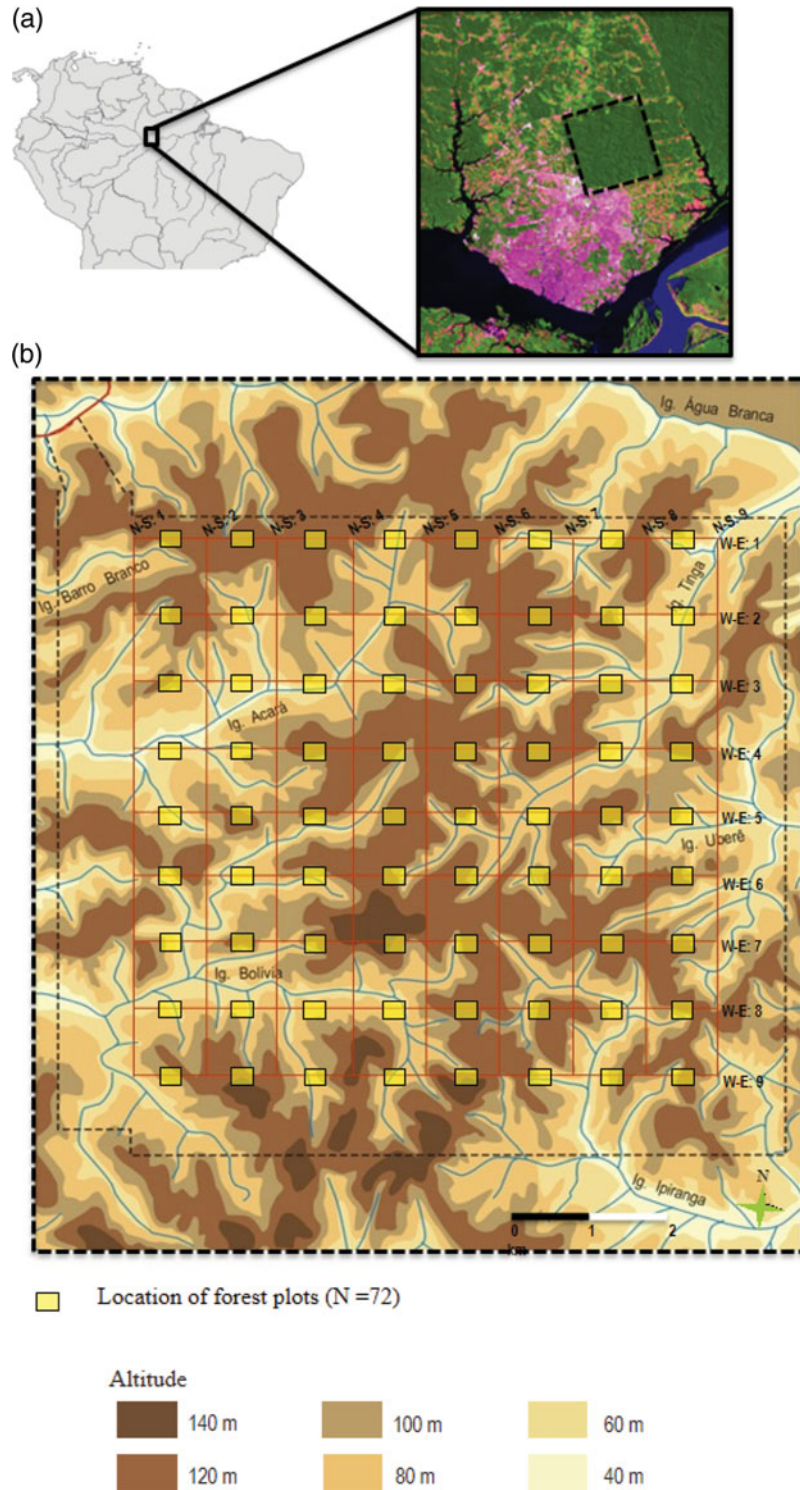 (a)
(b)
Ig. Água Branca
N-S: 1
N-S: 2
N-S: 3
N-S: 4
N-S: 5
N-S: 6
N-S: 7
N-S: 8
N-S: 9
W-E: 1
Ig. Barro Branco
Ig. Tinga
W-E: 2
W-E: 3
Ig. Acará
W-E: 4
W-E: 5
Ig. Uberê
W-E: 6
W-E: 7
Ig. Bolívia
W-E: 8
W-E: 9
Ig. Ipiranga
N
0 1 2
km
Location of forest plots (N =72)
Altitude
140 m 100 m 60 m
120 m 80 m 40 m